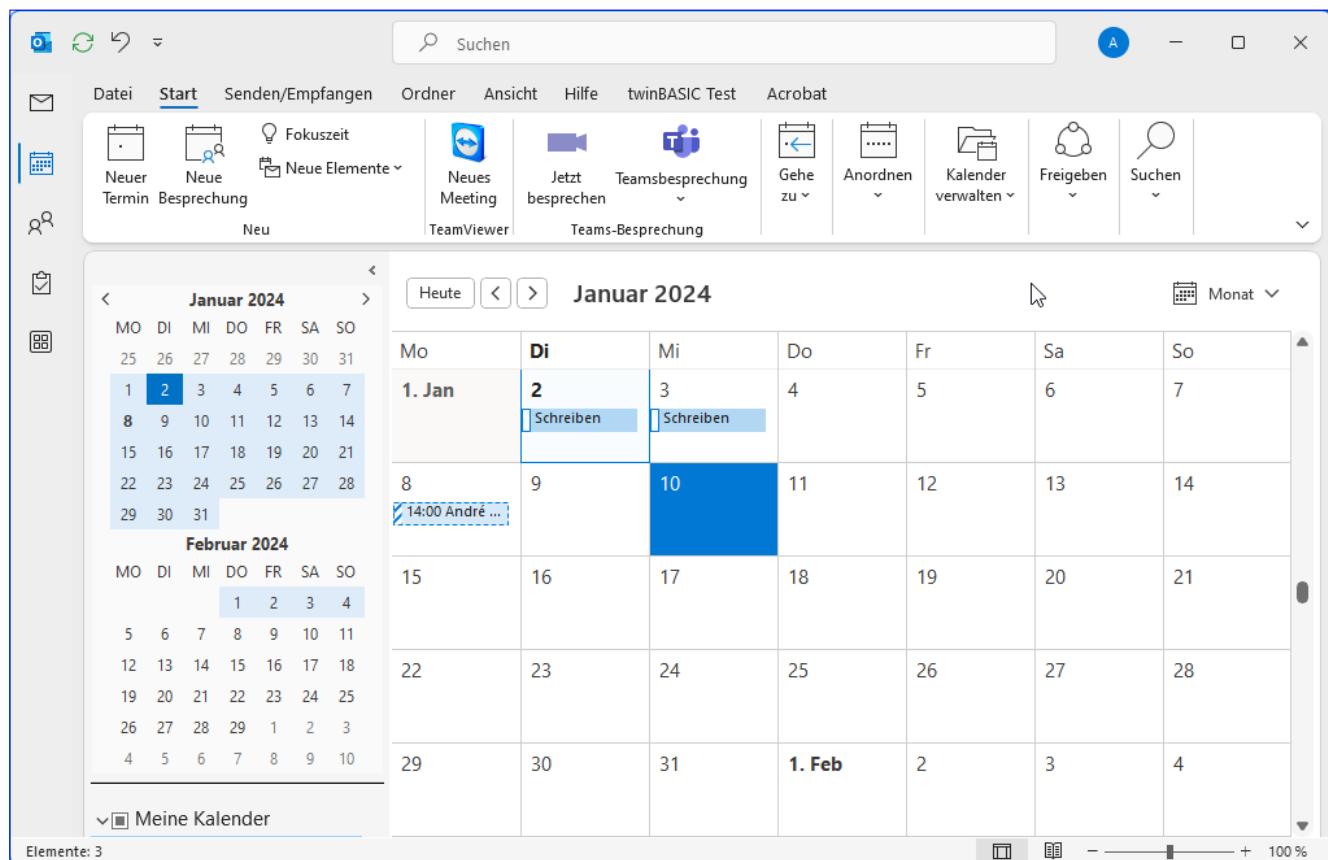 Suchen
A
Datei Start Senden/Empfangen Ordner Ansicht Hilfe twinBASIC Test Acrobat
Neuer Termin
Neue Besprechung
Fokuszeit
Neue Elemente
Neu
Neues Meeting
TeamViewer
Jetzt besprechen
Teamsbesprechung
Teams-Besprechung
Gehe zu
Anordnen
Kalender verwalten
Freigeben
Suchen
Januar 2024
MO DI MI DO FR SA SO
25 26 27 28 29 30 31
1 2 3 4 5 6 7
8 9 10 11 12 13 14
15 16 17 18 19 20 21
22 23 24 25 26 27 28
29 30 31
Februar 2024
MO DI MI DO FR SA SO
1 2 3 4
5 6 7 8 9 10 11
12 13 14 15 16 17 18
19 20 21 22 23 24 25
26 27 28 29 1 2 3
4 5 6 7 8 9 10
Meine Kalender
Heute Januar 2024 Monat
Mo Di Mi Do Fr Sa So
1. Jan 2 3 4 5 6 7
Schreiben Schreiben
8 9 10 11 12 13 14
14:00 André ...
15 16 17 18 19 20 21
22 23 24 25 26 27 28
29 30 31 1. Feb 2 3 4
Elemente: 3 100 %